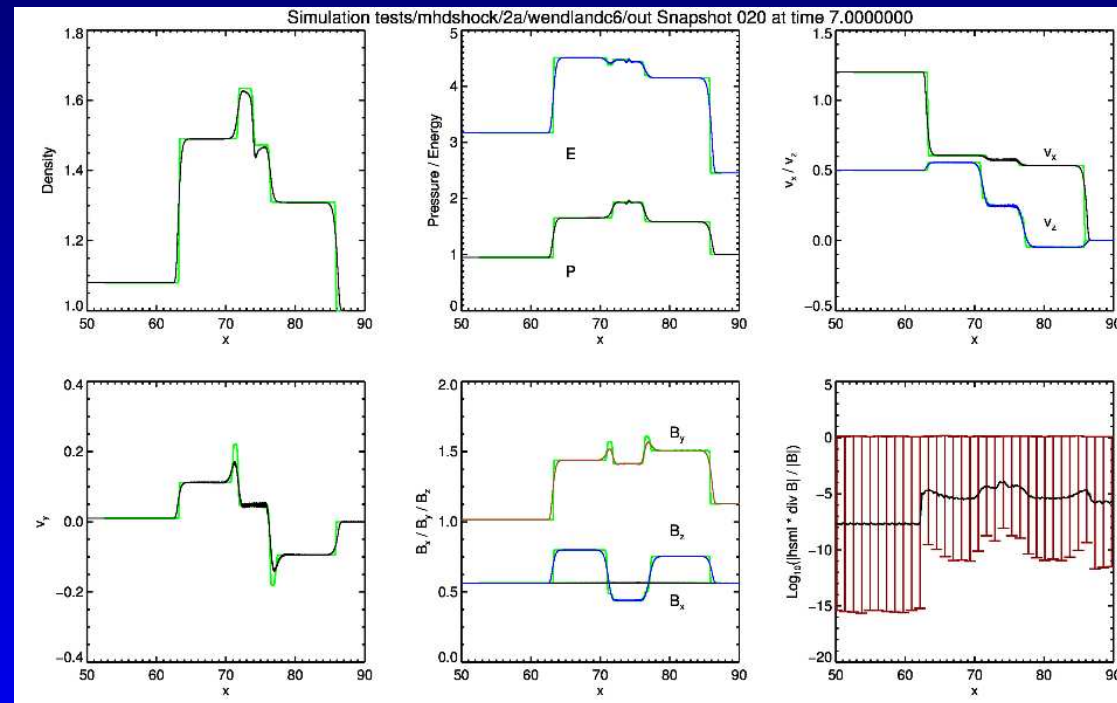 Simulation tests/mhdshock/2a/wendlandc6/out Snapshot 020 at time 7.0000000
1.8
1.6
1.4
1.2
1.0
Density
50 60 70 80 90
x
5
4
3
2
1
0
Pressure / Energy
E
P
50 60 70 80 90
x
1.5
1.0
0.5
0.0
−0.5
vₓ / v_z
vₓ
v_z
50 60 70 80 90
x
0.4
0.2
0.0
−0.2
−0.4
v_y
50 60 70 80 90
x
2.0
1.5
1.0
0.5
0.0
Bₓ / B_y / B_z
B_y
B_z
Bₓ
50 60 70 80 90
x
5
0
−5
−10
−15
−20
Log₁₀(|hsml * div B| / |B|)
50 60 70 80 90
x